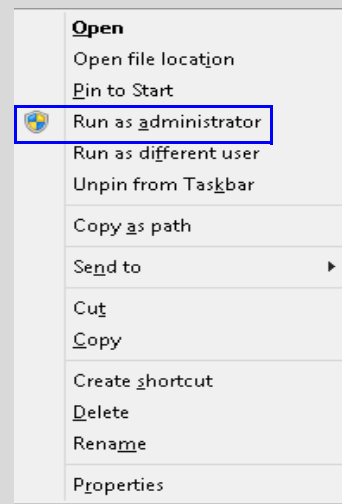 Open
Open file location
Pin to Start
Run as administrator
Run as different user
Unpin from Taskbar
Copy as path
Send to
Cut
Copy
Create shortcut
Delete
Rename
Properties